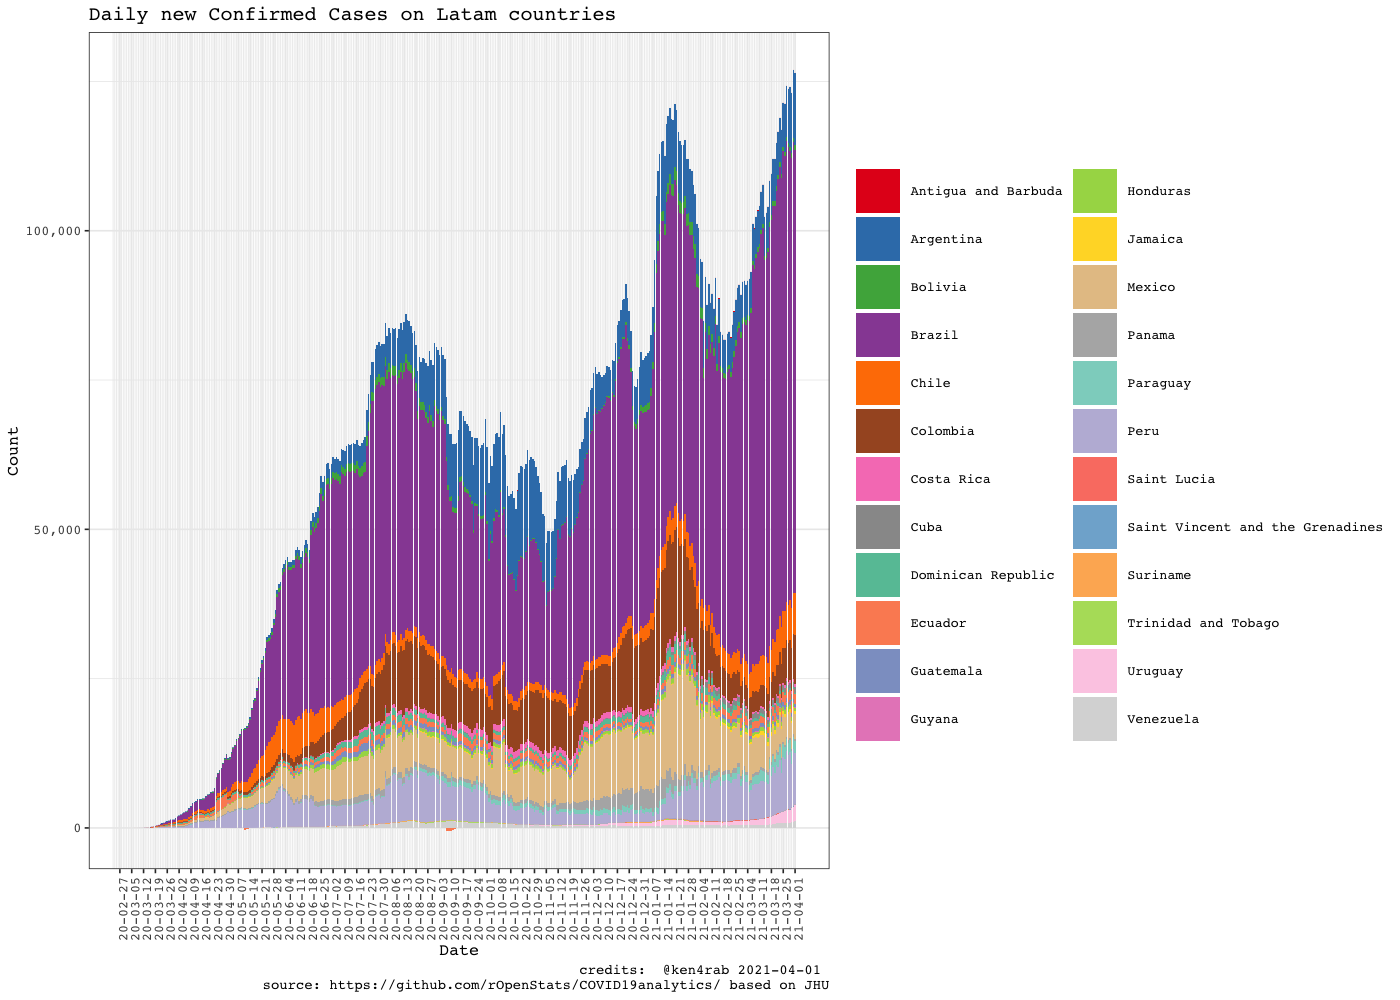 Daily new Confirmed Cases on Latam countries
Count
100,000
50,000
0
20-02-27
20-03-05
20-03-12
20-03-19
20-03-26
20-04-02
20-04-09
20-04-16
20-04-23
20-04-30
20-05-07
20-05-14
20-05-21
20-05-28
20-06-04
20-06-11
20-06-18
20-06-25
20-07-02
20-07-09
20-07-16
20-07-23
20-07-30
20-08-06
20-08-13
20-08-20
20-08-27
20-09-03
20-09-10
20-09-17
20-09-24
20-10-01
20-10-08
20-10-15
20-10-22
20-10-29
20-11-05
20-11-12
20-11-19
20-11-26
20-12-03
20-12-10
20-12-17
20-12-24
20-12-31
21-01-07
21-01-14
21-01-21
21-01-28
21-02-04
21-02-11
21-02-18
21-02-25
21-03-04
21-03-11
21-03-18
21-03-25
21-04-01
Date
Antigua and Barbuda
Argentina
Bolivia
Brazil
Chile
Colombia
Costa Rica
Cuba
Dominican Republic
Ecuador
Guatemala
Guyana
Honduras
Jamaica
Mexico
Panama
Paraguay
Peru
Saint Lucia
Saint Vincent and the Grenadines
Suriname
Trinidad and Tobago
Uruguay
Venezuela
credits:  @ken4rab 2021-04-01
source: https://github.com/rOpenStats/COVID19analytics/ based on JHU